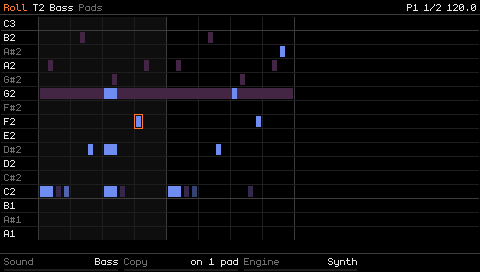 Roll T2 Bass Pads P1 1/2 120.0
C3
B2
A#2
A2
G#2
G2
F#2
F2
E2
D#2
D2
C#2
C2
B1
A#1
A1
Sound Bass Copy on 1 pad Engine Synth